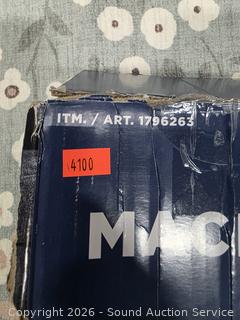 ITM. / ART. 1796263
4100
MAC
Copyright 2026 - Sound Auction Service